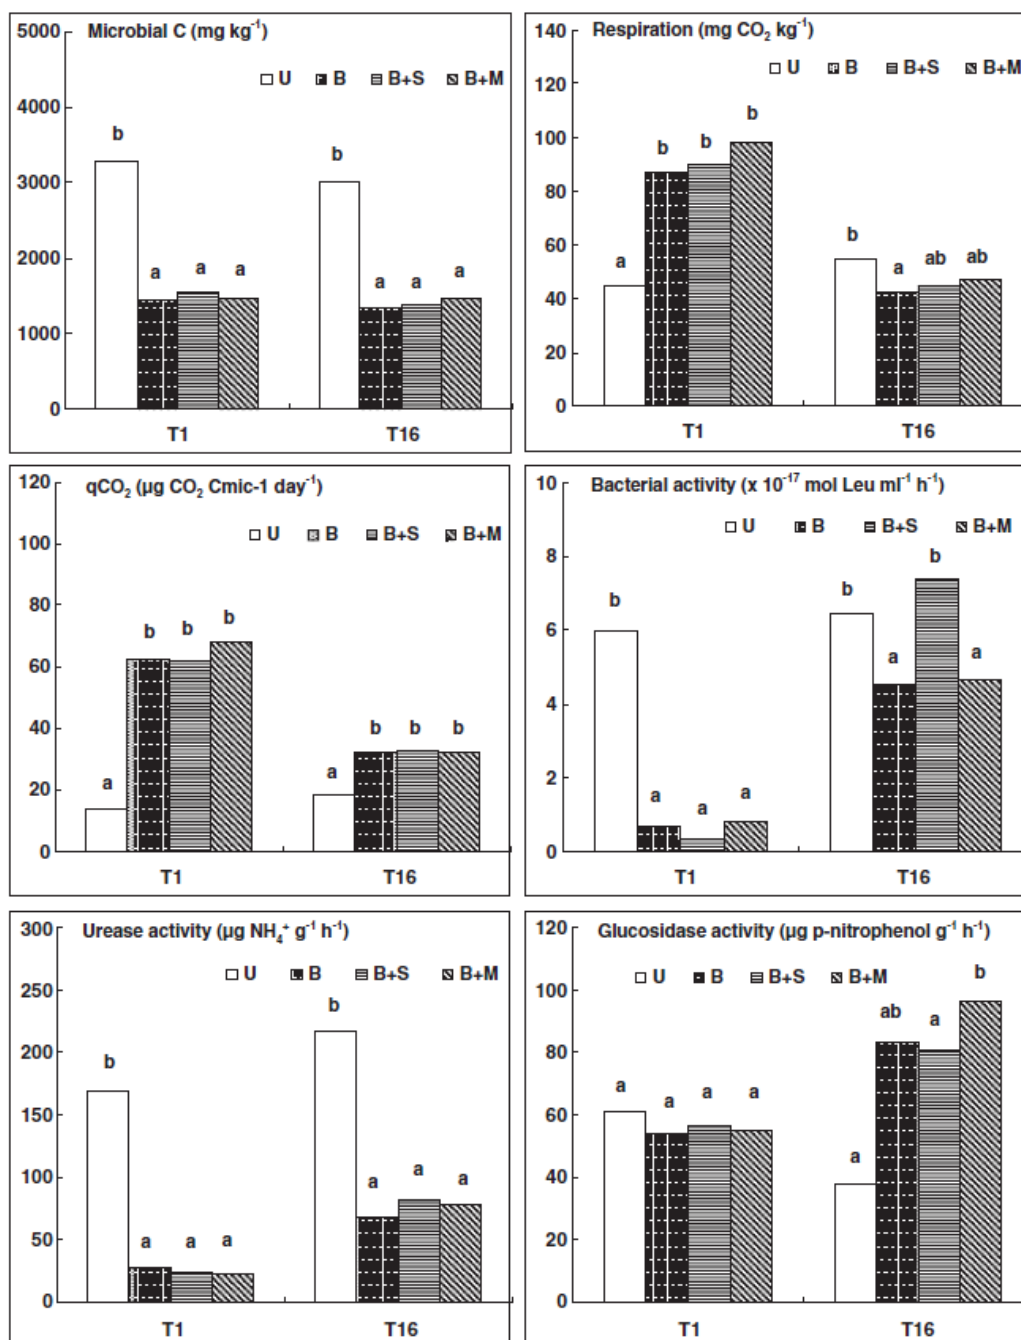 Microbial C (mg kg⁻¹)
5000
4000
3000
2000
1000
0
U B B+S B+M
b a a a
b a a a
T1 T16
Respiration (mg CO₂ kg⁻¹)
140
120
100
80
60
40
20
0
U B B+S B+M
a b b b
b a ab ab
T1 T16
qCO₂ (µg CO₂ Cmic-1 day⁻¹)
120
100
80
60
40
20
0
U B B+S B+M
a b b b
a b b b
T1 T16
Bacterial activity (x 10⁻¹⁷ mol Leu ml⁻¹ h⁻¹)
10
8
6
4
2
0
U B B+S B+M
b a a a
b a b a
T1 T16
Urease activity (µg NH₄⁺ g⁻¹ h⁻¹)
300
250
200
150
100
50
0
U B B+S B+M
b a a a
b a a a
T1 T16
Glucosidase activity (µg p-nitrophenol g⁻¹ h⁻¹)
120
100
80
60
40
20
0
U B B+S B+M
a a a a
a ab a b
T1 T16